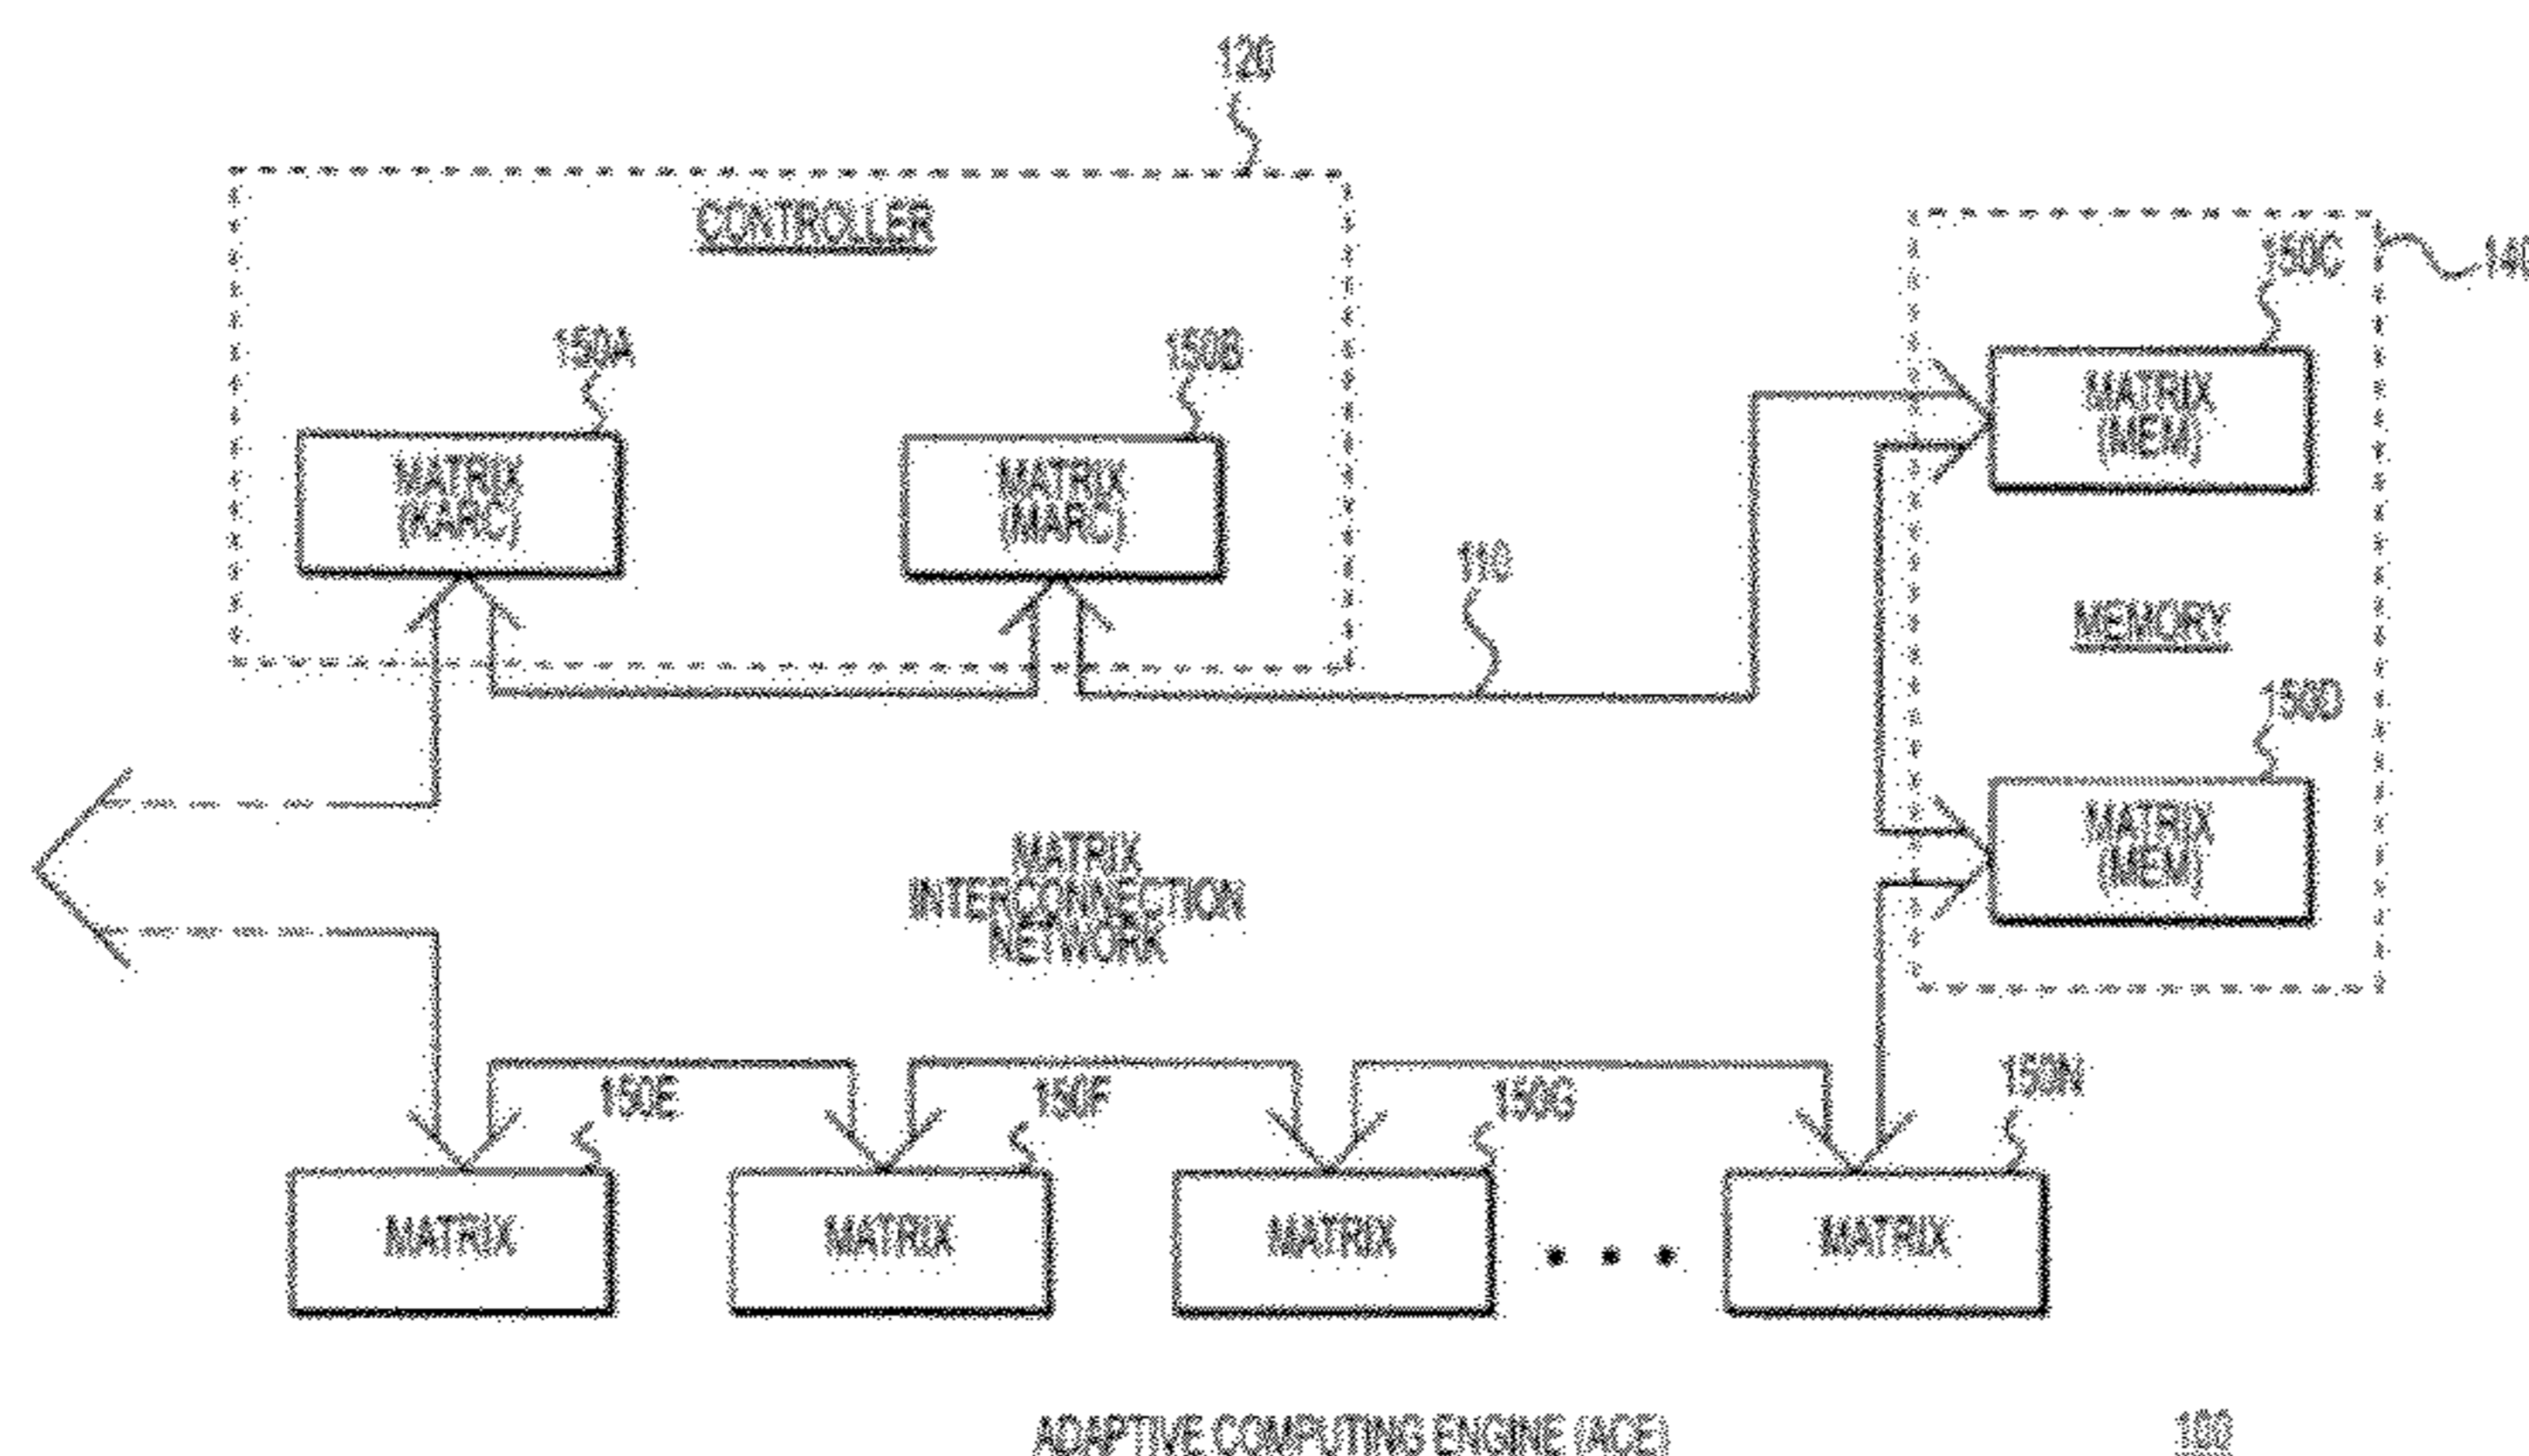 120
CONTROLLER
150C
140
150A
150B
MATRIX
(MEM)
MATRIX
(KARC)
MATRIX
(MARC)
110
MEMORY
150D
MATRIX
(MEM)
MATRIX
INTERCONNECTION
NETWORK
150E
150F
150G
150N
MATRIX
MATRIX
MATRIX
• • •
MATRIX
ADAPTIVE COMPUTING ENGINE (ACE)
100